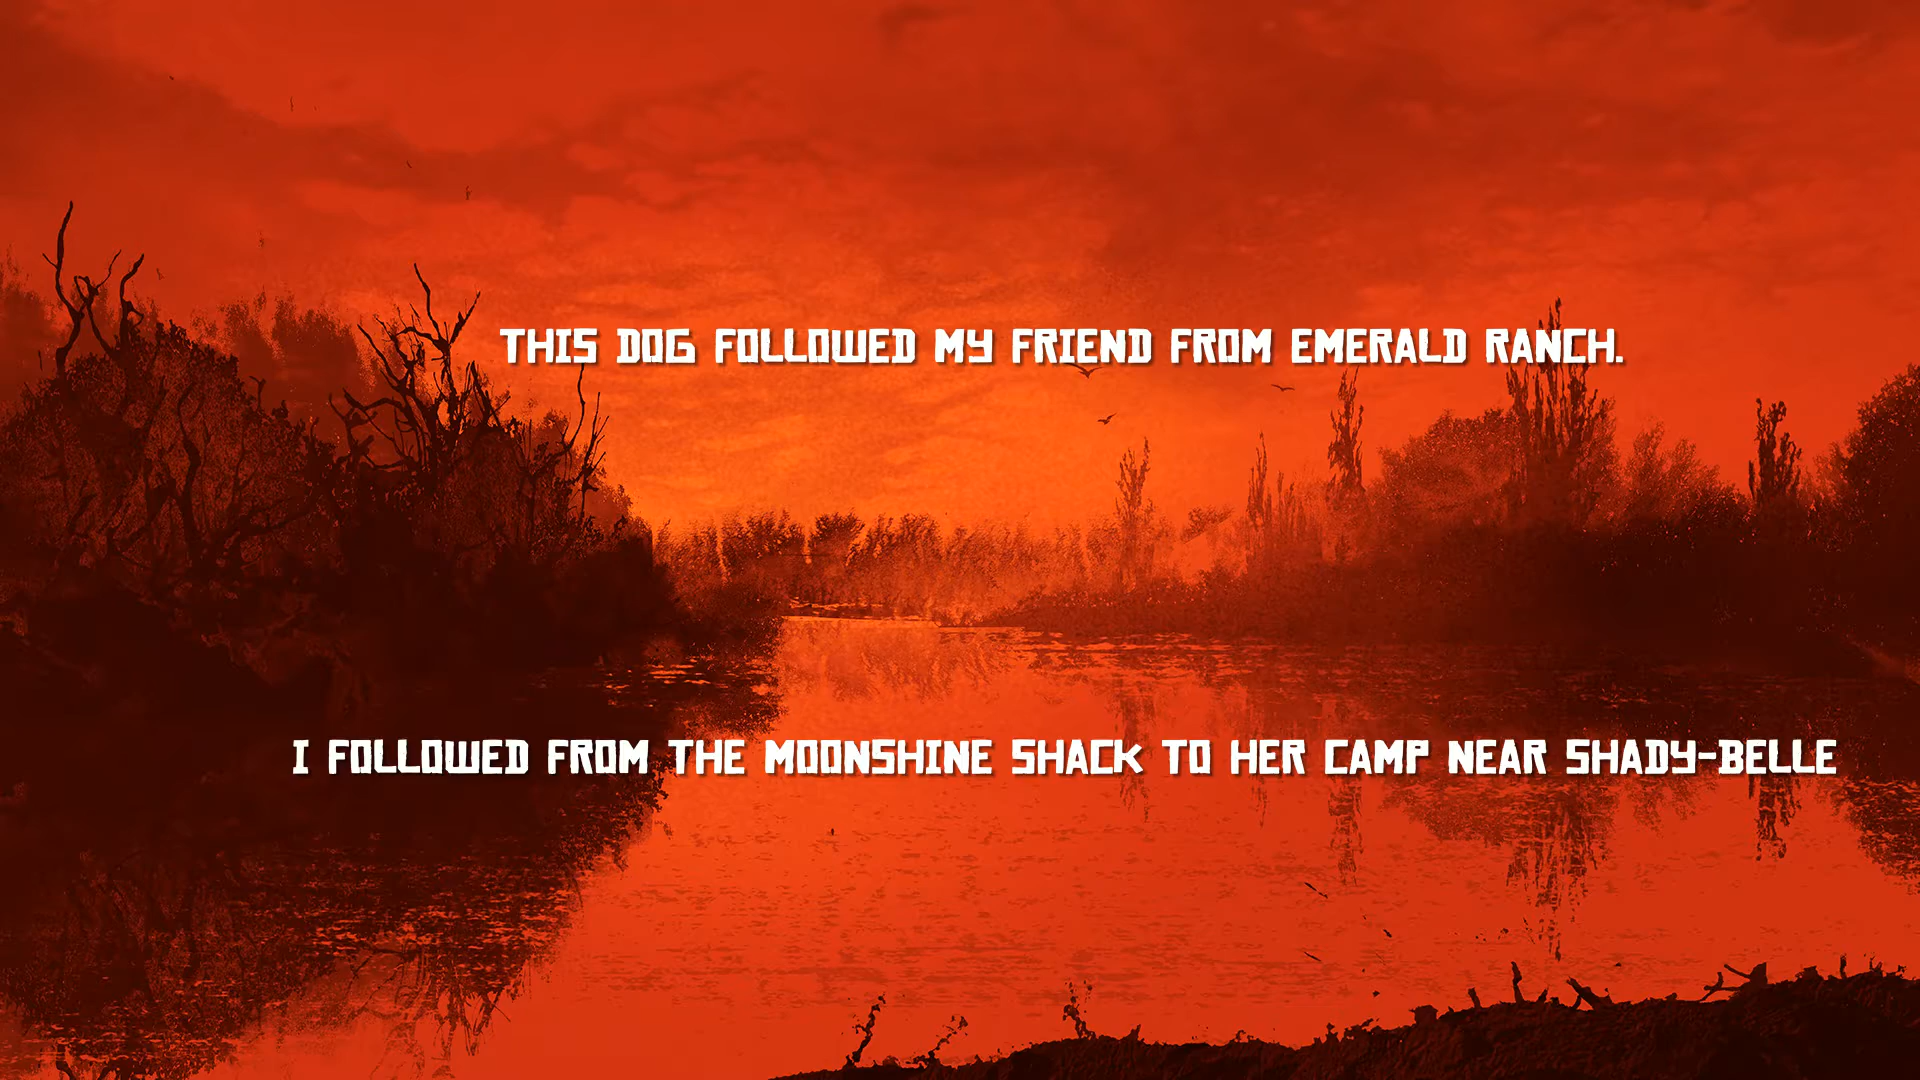 THIS DOG FOLLOWED MY FRIEND FROM EMERALD RANCH.
I FOLLOWED FROM THE MOONSHINE SHACK TO HER CAMP NEAR SHADY-BELLE